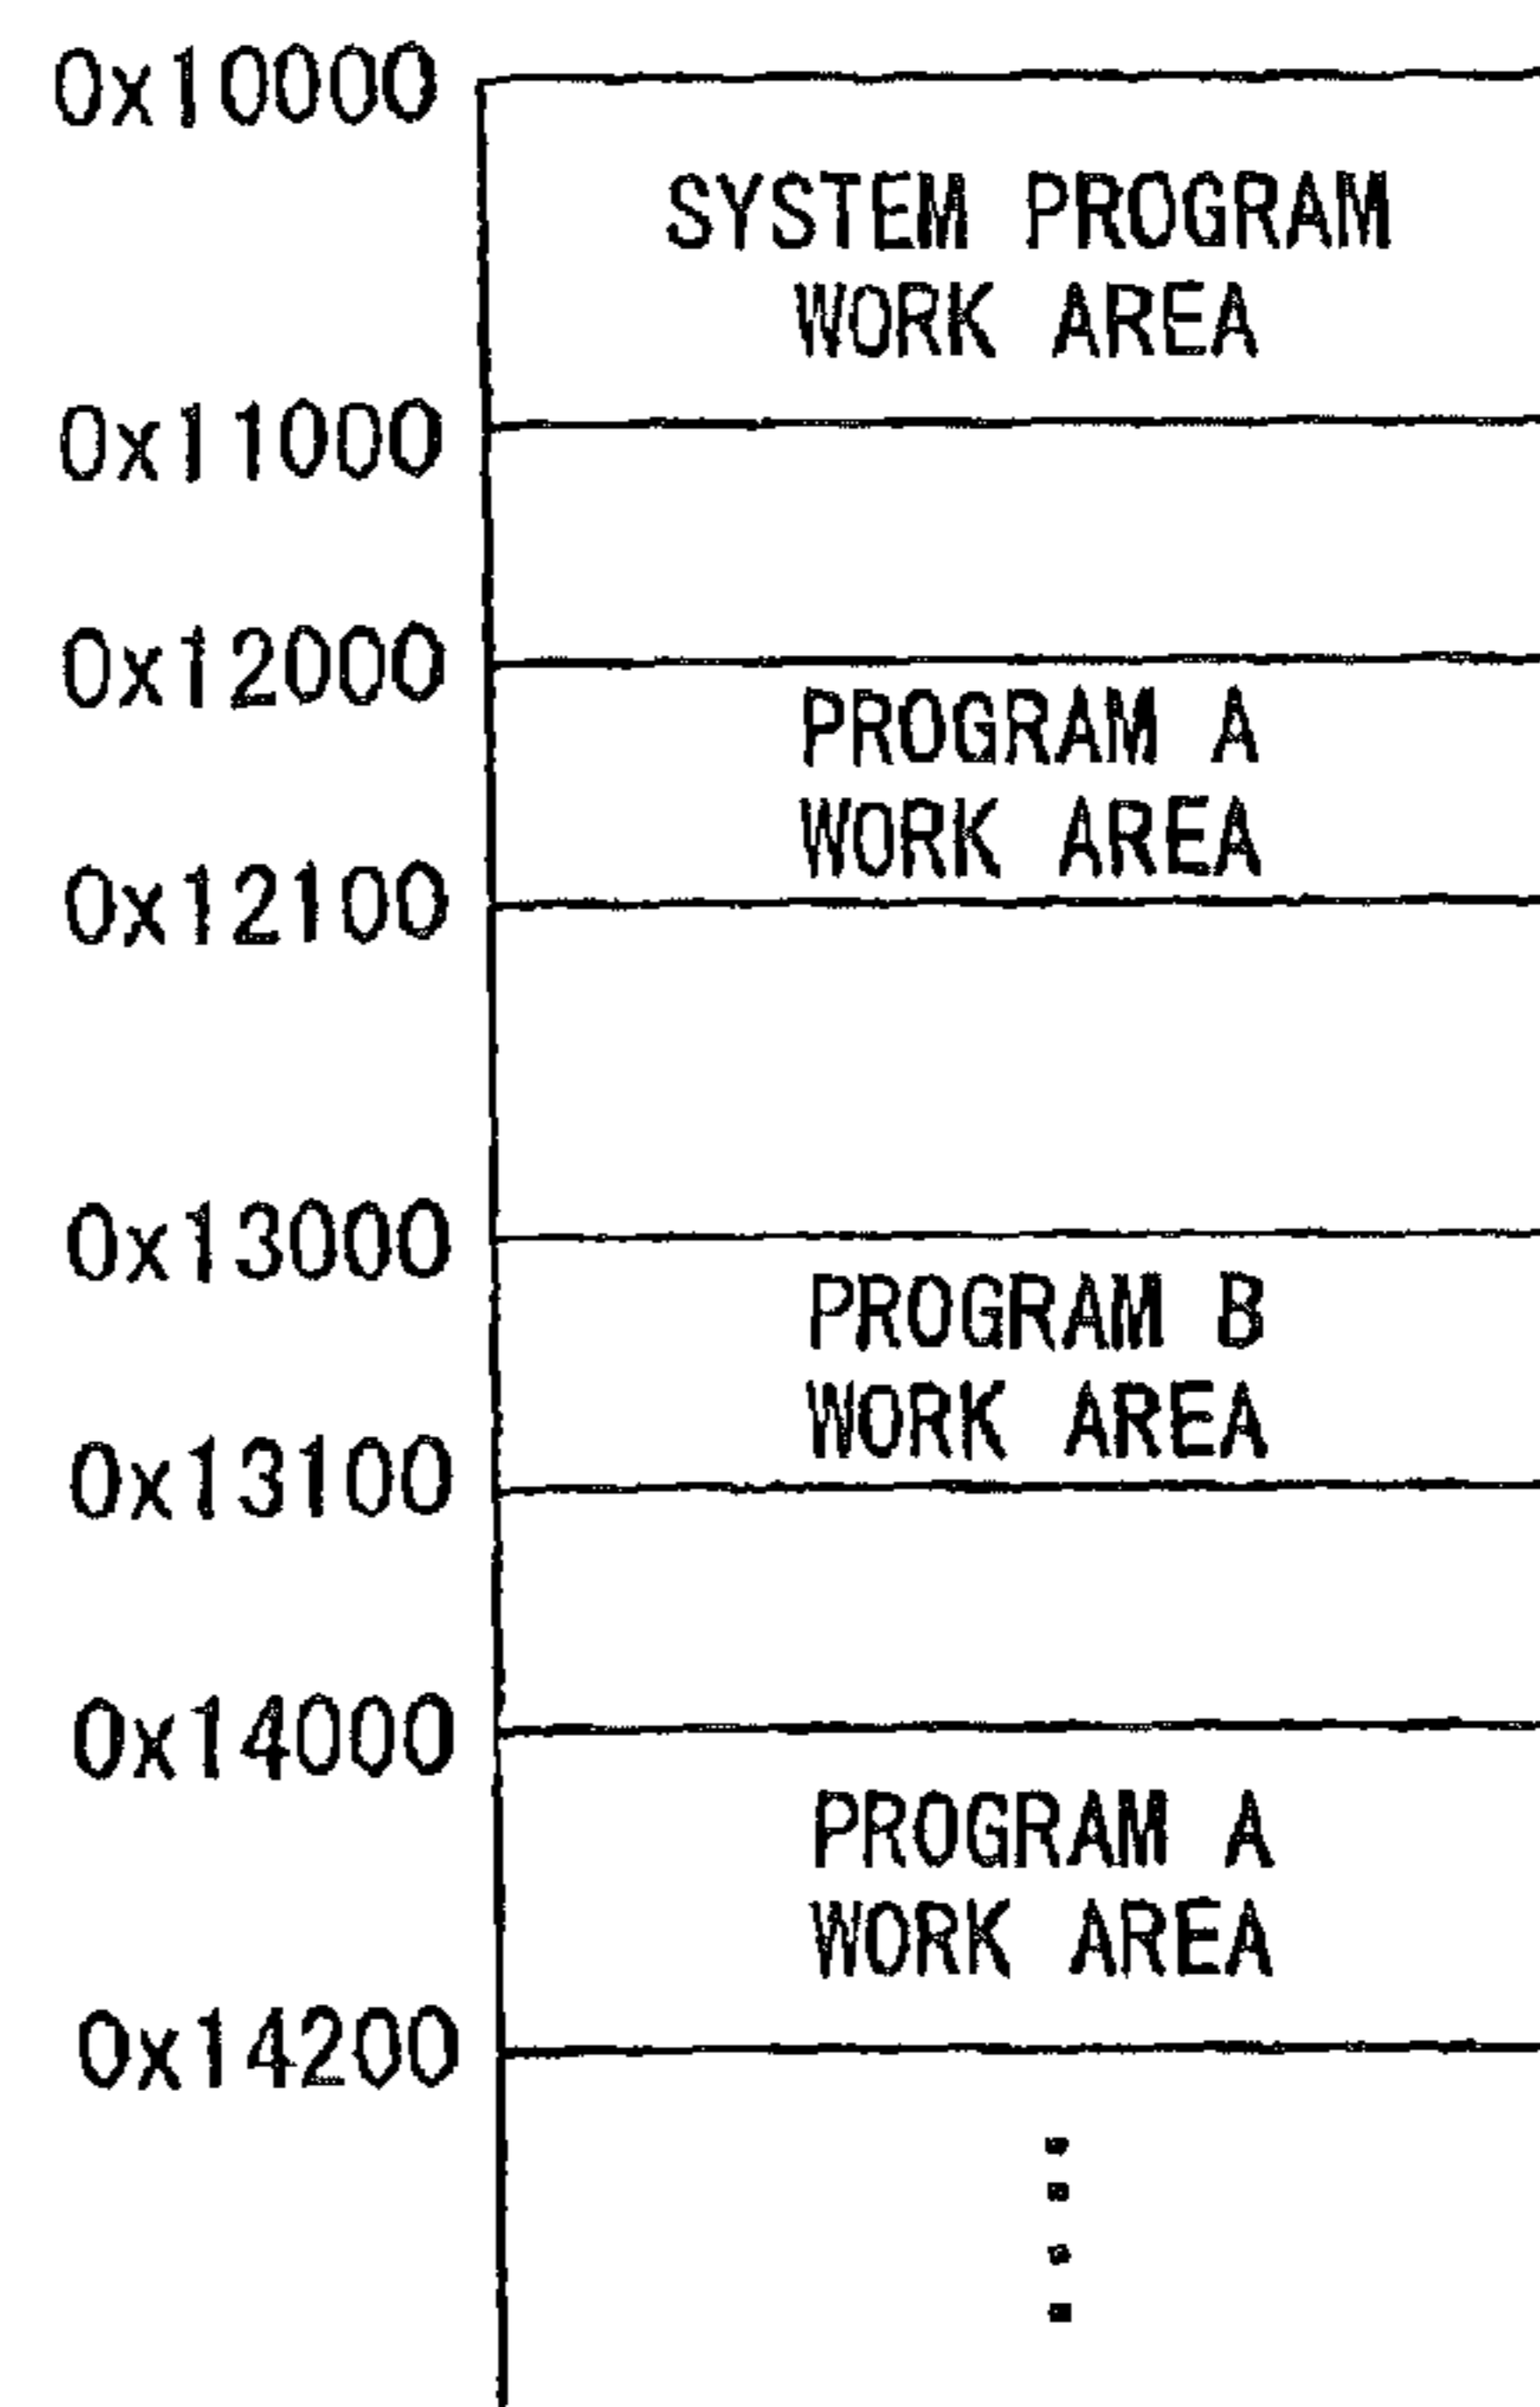 0x10000
SYSTEM PROGRAM
WORK AREA
0x11000
0x12000
PROGRAM A
WORK AREA
0x12100
0x13000
PROGRAM B
WORK AREA
0x13100
0x14000
PROGRAM A
WORK AREA
0x14200